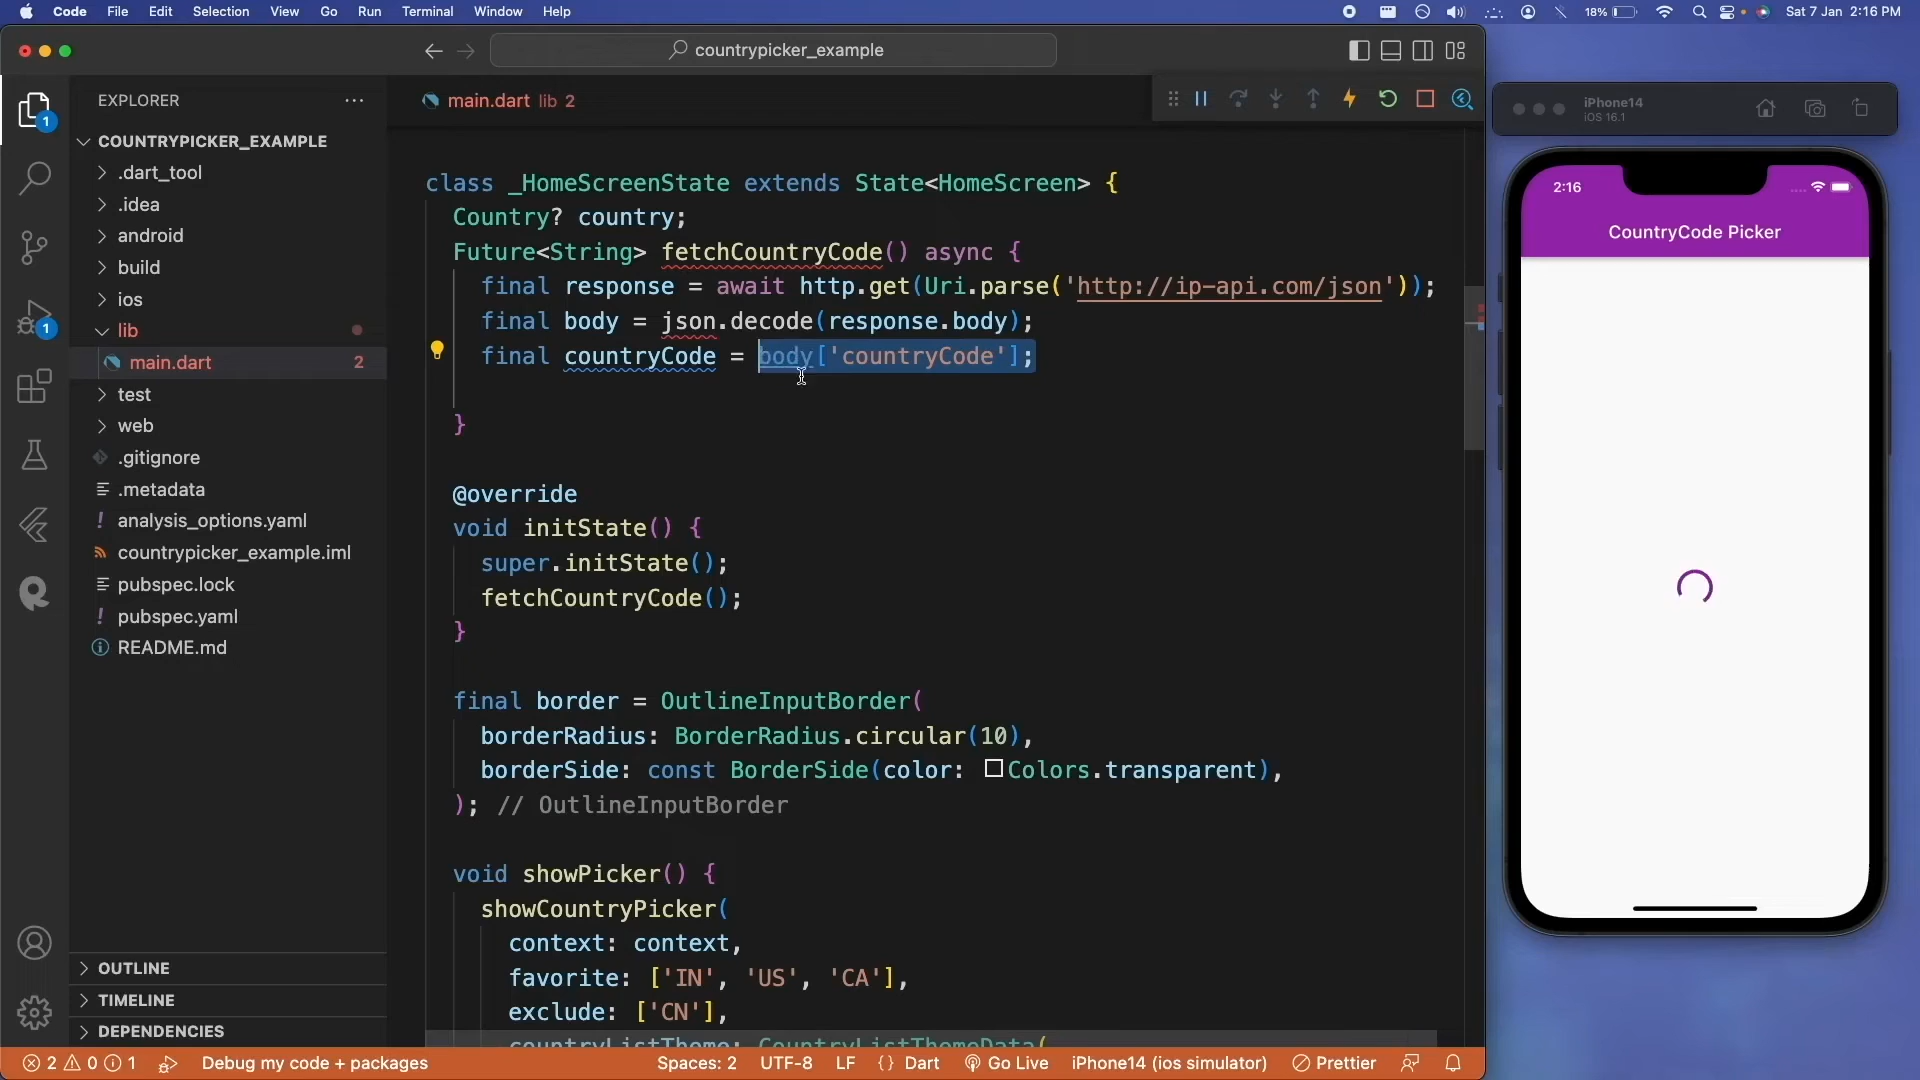 Code File Edit Selection View Go Run Terminal Window Help
18% Sat 7 Jan 2:16 PM
countrypicker_example
EXPLORER
1
COUNTRYPICKER_EXAMPLE
.dart_tool
.idea
android
build
ios
1
lib
main.dart 2
test
web
.gitignore
.metadata
! analysis_options.yaml
countrypicker_example.iml
pubspec.lock
! pubspec.yaml
README.md
OUTLINE
TIMELINE
DEPENDENCIES
main.dart lib 2
class _HomeScreenState extends State<HomeScreen> {
Country? country;
Future<String> fetchCountryCode() async {
final response = await http.get(Uri.parse('http://ip-api.com/json'));
final body = json.decode(response.body);
final countryCode = body['countryCode'];
}
@override
void initState() {
super.initState();
fetchCountryCode();
}
final border = OutlineInputBorder(
borderRadius: BorderRadius.circular(10),
borderSide: const BorderSide(color: Colors.transparent),
); // OutlineInputBorder
void showPicker() {
showCountryPicker(
context: context,
favorite: ['IN', 'US', 'CA'],
exclude: ['CN'],
countryListTheme: CountryListThemeData(
2 0 1 Debug my code + packages Spaces: 2 UTF-8 LF {} Dart Go Live iPhone14 (ios simulator) Prettier
iPhone14
iOS 16.1
2:16
CountryCode Picker